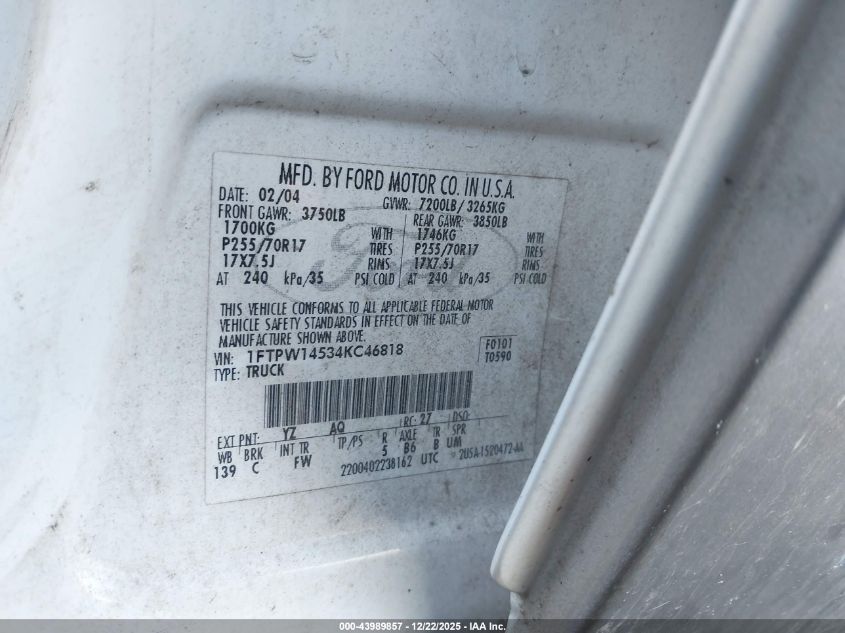 MFD. BY FORD MOTOR CO. IN U.S.A.
DATE: 02/04 GVWR: 7200LB/ 3265KG
FRONT GAWR: 3750LB REAR GAWR: 3850LB
1700KG WITH 1746KG WITH
P255/70R17 TIRES P255/70R17 TIRES
17X7.5J RIMS 17X7.5J RIMS
AT 240 kPa/35 PSI COLD AT 240 kPa/35 PSI COLD
Ford
THIS VEHICLE CONFORMS TO ALL APPLICABLE FEDERAL MOTOR
VEHICLE SAFETY STANDARDS IN EFFECT ON THE DATE OF
MANUFACTURE SHOWN ABOVE.
VIN: 1FTPW14534KC46818 F0101
TYPE: TRUCK T0590
EXT PNT: YZ AQ RC: 27 DSO:
WB BRK INT TR TP/PS R AXLE TR SPR
139 C FW 5 B6 B UM
2200402238162 UTC 2U5A-1520472-AA
000-43989857 - 12/22/2025 - IAA Inc.